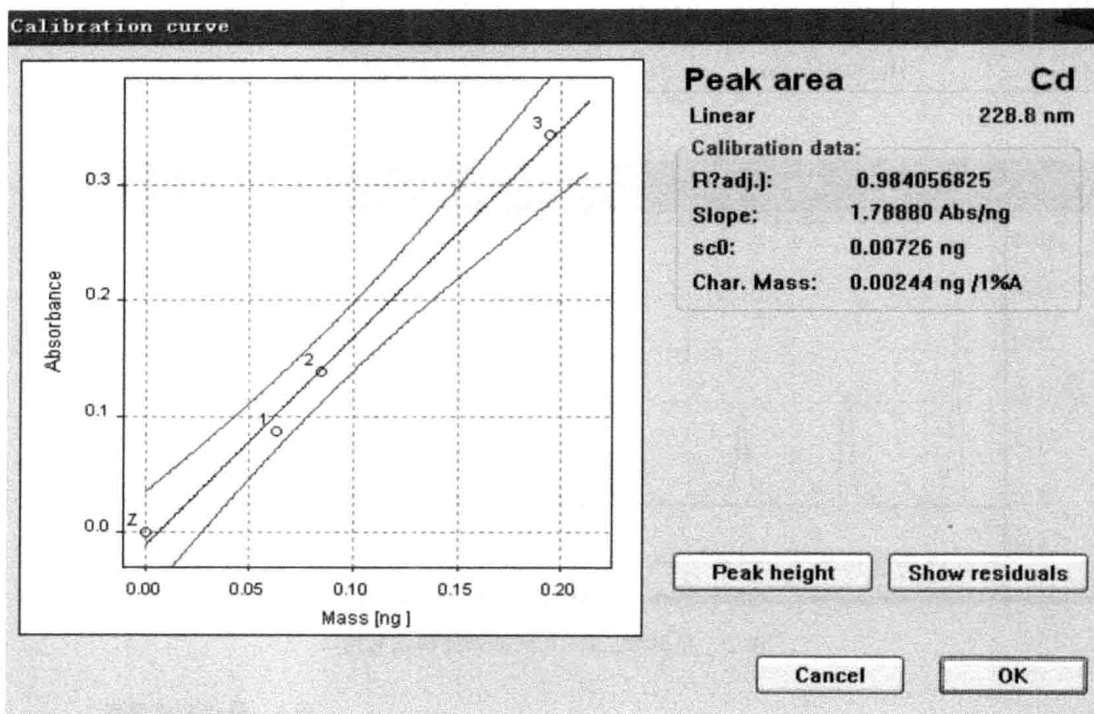 Calibration curve
Peak area Cd
Linear 228.8 nm
Calibration data:
R?adj.]: 0.984056825
Slope: 1.78880 Abs/ng
sc0: 0.00726 ng
Char. Mass: 0.00244 ng /1%A
Absorbance
0.3
0.2
0.1
0.0
Z
1
2
3
0.00 0.05 0.10 0.15 0.20
Mass [ng]
Peak height Show residuals
Cancel OK